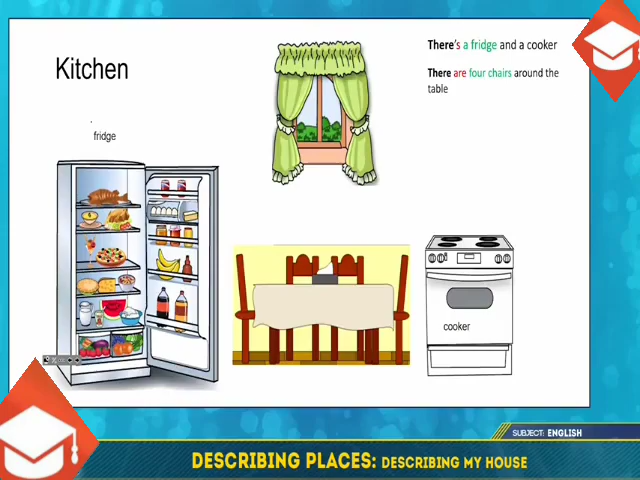 Kitchen
There's a fridge and a cooker
There are four chairs around the
table
fridge
cooker
SUBJECT: ENGLISH
DESCRIBING PLACES: DESCRIBING MY HOUSE